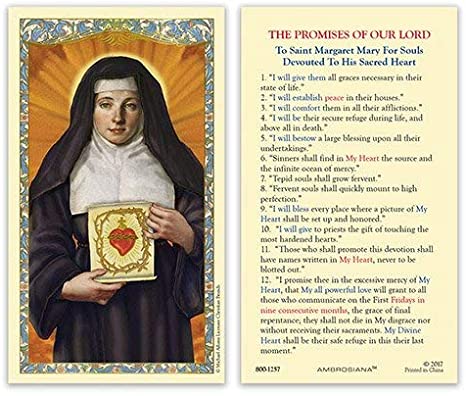 THE PROMISES OF OUR LORD
To Saint Margaret Mary For Souls
Devouted To His Sacred Heart
1. "I will give them all graces necessary in their
state of life."
2. "I will establish peace in their houses."
3. "I will comfort them in all their afflictions."
4. "I will be their secure refuge during life, and
above all in death."
5. "I will bestow a large blessing upon all their
undertakings."
6. "Sinners shall find in My Heart the source and
the infinite ocean of mercy."
7. "Tepid souls shall grow fervent."
8. "Fervent souls shall quickly mount to high
perfection."
9. "I will bless every place where a picture of My
Heart shall be set up and honored."
10. "I will give to priests the gift of touching the
most hardened hearts."
11. "Those who shall promote this devotion shall
have names written in My Heart, never to be
blotted out."
12. "I promise thee in the excessive mercy of My
Heart, that My all powerful love will grant to all
those who communicate on the First Fridays in
nine consecutive months, the grace of final
repentance, they shall not die in My disgrace nor
without receiving their sacraments. My Divine
Heart shall be their safe refuge in this their last
moment."
800-1257
AMBROSIANA™
© 2017
Printed in China